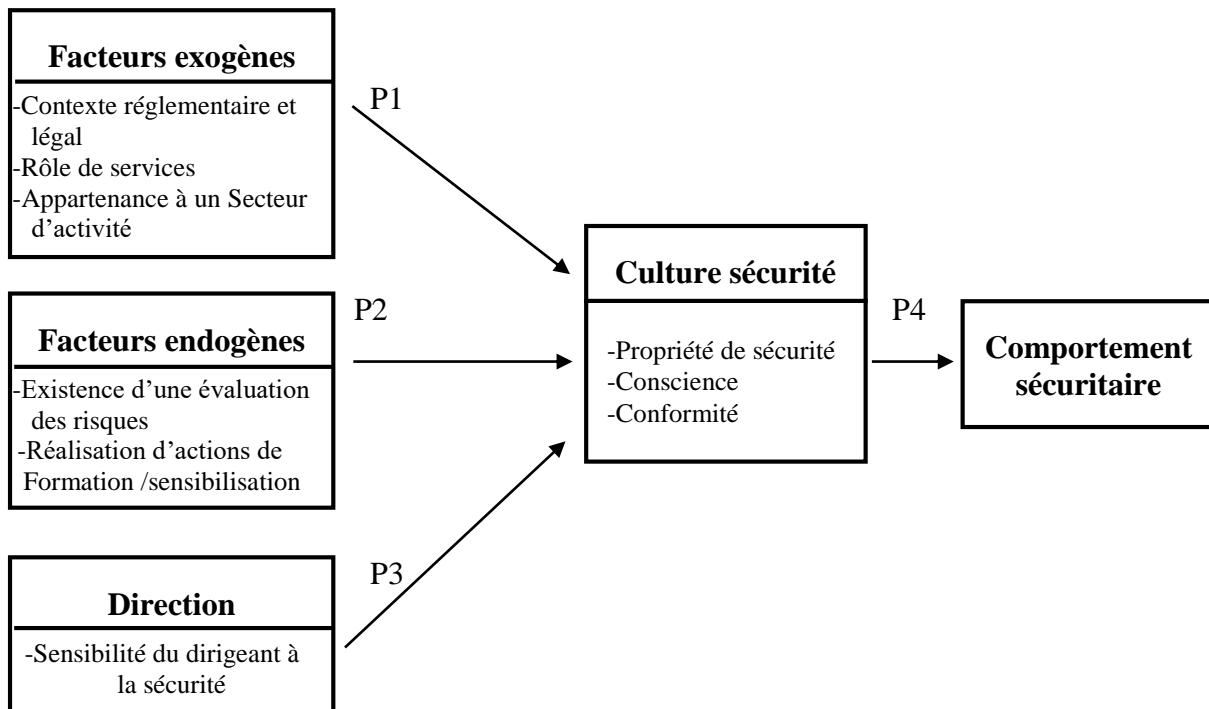 Facteurs exogènes
-Contexte réglementaire et
légal
-Rôle de services
-Appartenance à un Secteur
d’activité
P1
Facteurs endogènes
-Existence d’une évaluation
des risques
-Réalisation d’actions de
Formation /sensibilisation
P2
Direction
-Sensibilité du dirigeant à
la sécurité
P3
Culture sécurité
-Propriété de sécurité
-Conscience
-Conformité
P4
Comportement
sécuritaire